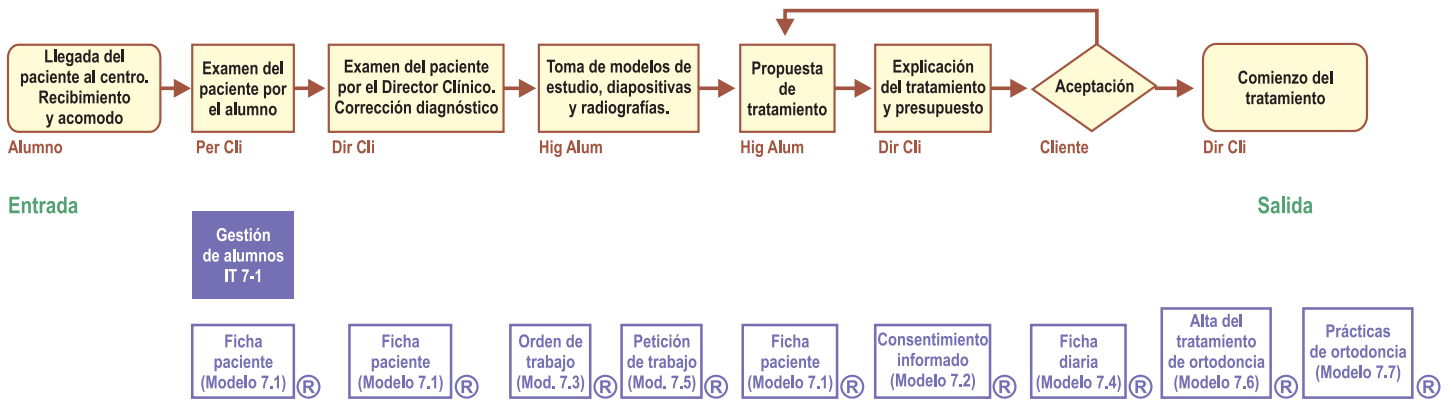 Llegada del
paciente al centro.
Recibimiento
y acomodo
Examen del
paciente por
el alumno
Examen del paciente
por el Director Clínico.
Corrección diagnóstico
Toma de modelos de
estudio, diapositivas
y radiografías.
Propuesta
de
tratamiento
Explicación
del tratamiento
y presupuesto
Aceptación
Comienzo del
tratamiento
Alumno
Per Cli
Dir Cli
Hig Alum
Hig Alum
Dir Cli
Cliente
Dir Cli
Entrada
Salida
Gestión
de alumnos
IT 7-1
Ficha
paciente
(Modelo 7.1)
®
Ficha
paciente
(Modelo 7.1)
®
Orden de
trabajo
(Mod. 7.3)
®
Petición
de trabajo
(Mod. 7.5)
®
Ficha
paciente
(Modelo 7.1)
®
Consentimiento
informado
(Modelo 7.2)
®
Ficha
diaria
(Modelo 7.4)
®
Alta del
tratamiento
de ortodoncia
(Modelo 7.6)
®
Prácticas
de ortodoncia
(Modelo 7.7)
®